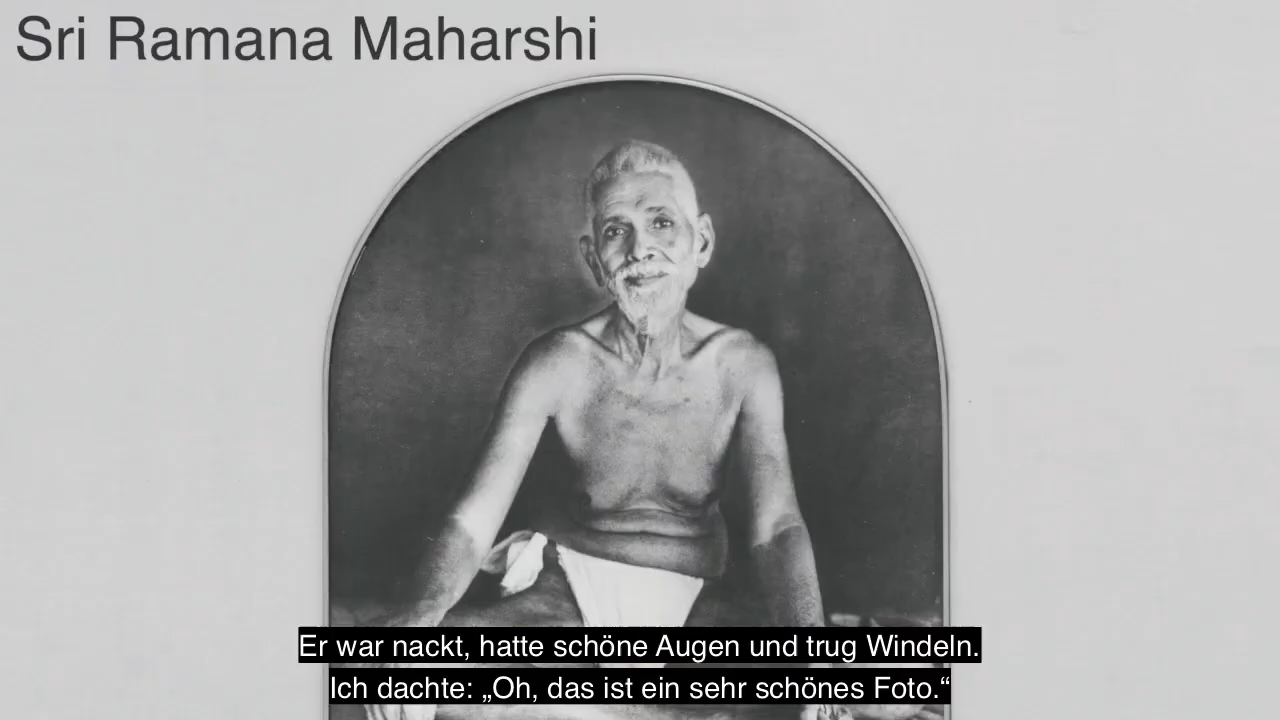 Sri Ramana Maharshi
Er war nackt, hatte schöne Augen und trug Windeln.
Ich dachte: „Oh, das ist ein sehr schönes Foto.“